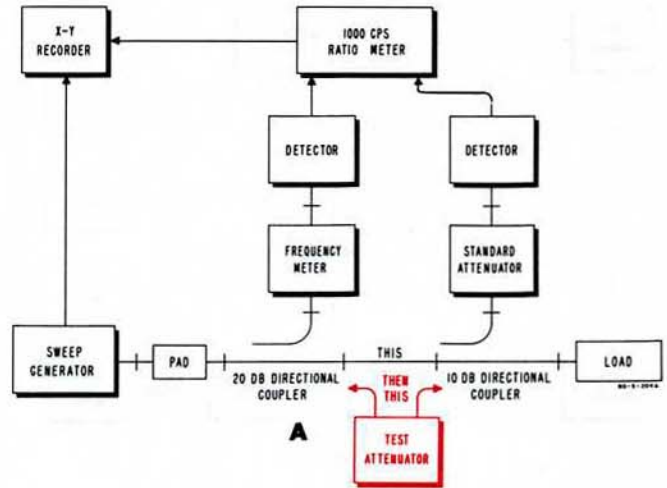 X-Y
RECORDER
1000 CPS
RATIO METER
DETECTOR
DETECTOR
FREQUENCY
METER
STANDARD
ATTENUATOR
SWEEP
GENERATOR
PAD
THIS
LOAD
20 DB DIRECTIONAL
COUPLER
THEN
THIS
10 DB DIRECTIONAL
COUPLER
A
TEST
ATTENUATOR